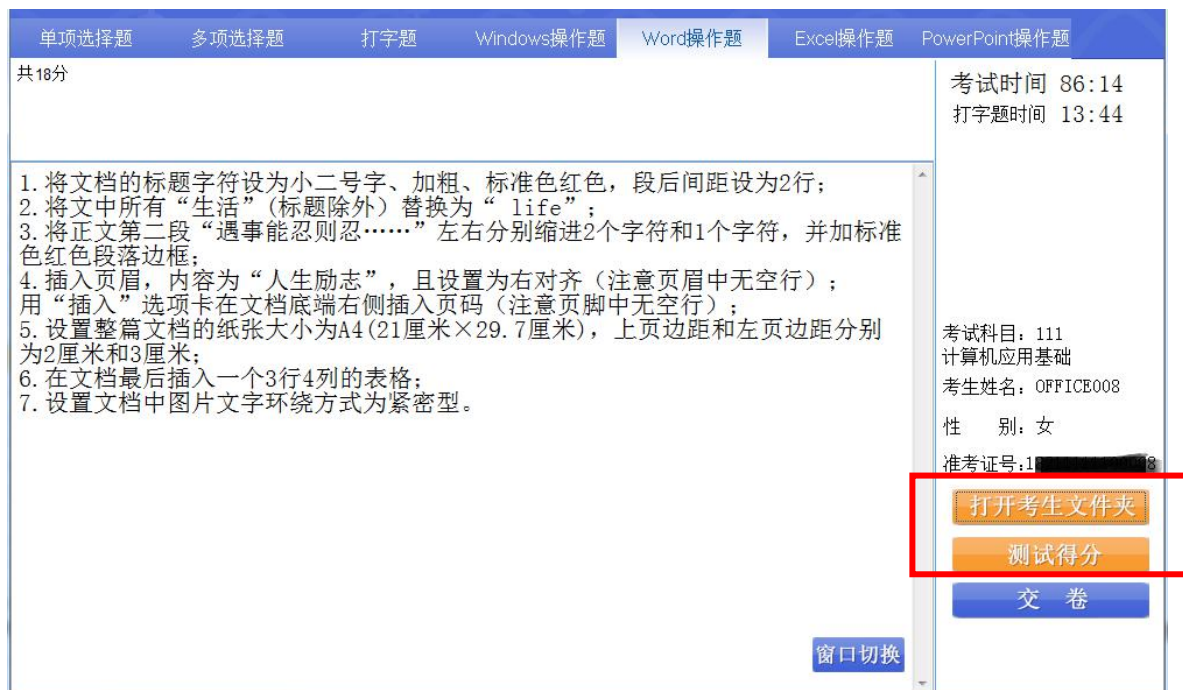 单项选择题 多项选择题 打字题 Windows操作题 Word操作题 Excel操作题 PowerPoint操作题
共18分
1.将文档的标题字符设为小二号字、加粗、标准色红色，段后间距设为2行；
2.将文中所有“生活”(标题除外）替换为“ life”；
3.将正文第二段“遇事能忍则忍……”左右分别缩进2个字符和1个字符，并加标准
色红色段落边框；
4.插入页眉，内容为“人生励志”，且设置为右对齐（注意页眉中无空行）；
用“插入”选项卡在文档底端右侧插入页码（注意页脚中无空行）；
5.设置整篇文档的纸张大小为A4(21厘米×29.7厘米)，上页边距和左页边距分别
为2厘米和3厘米；
6.在文档最后插入一个3行4列的表格；
7.设置文档中图片文字环绕方式为紧密型。
窗口切换
考试时间 86:14
打字题时间 13:44
考试科目：111
计算机应用基础
考生姓名：OFFICE008
性 别：女
准考证号:1 8
打开考生文件夹
测试得分
交 卷